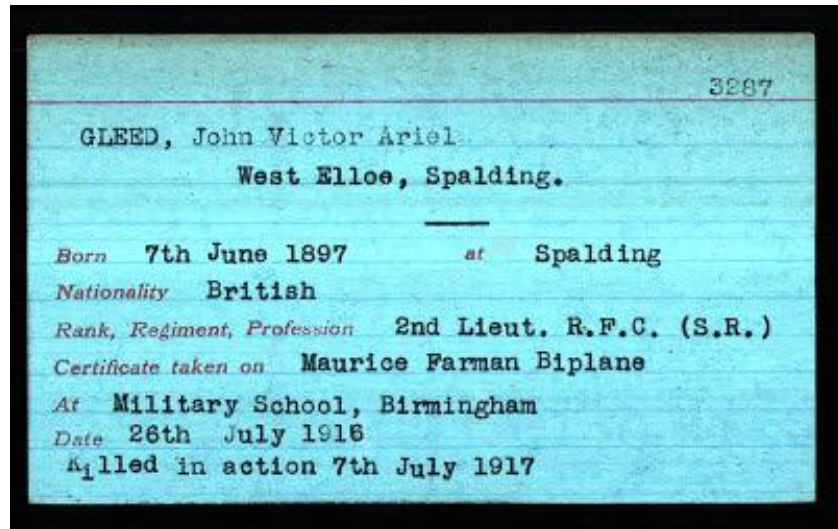 3287
GLEED, John Victor Ariel
West Elloe, Spalding.
Born 7th June 1897 at Spalding
Nationality British
Rank, Regiment, Profession 2nd Lieut. R.F.C. (S.R.)
Certificate taken on Maurice Farman Biplane
At Military School, Birmingham
Date 26th July 1916
Killed in action 7th July 1917